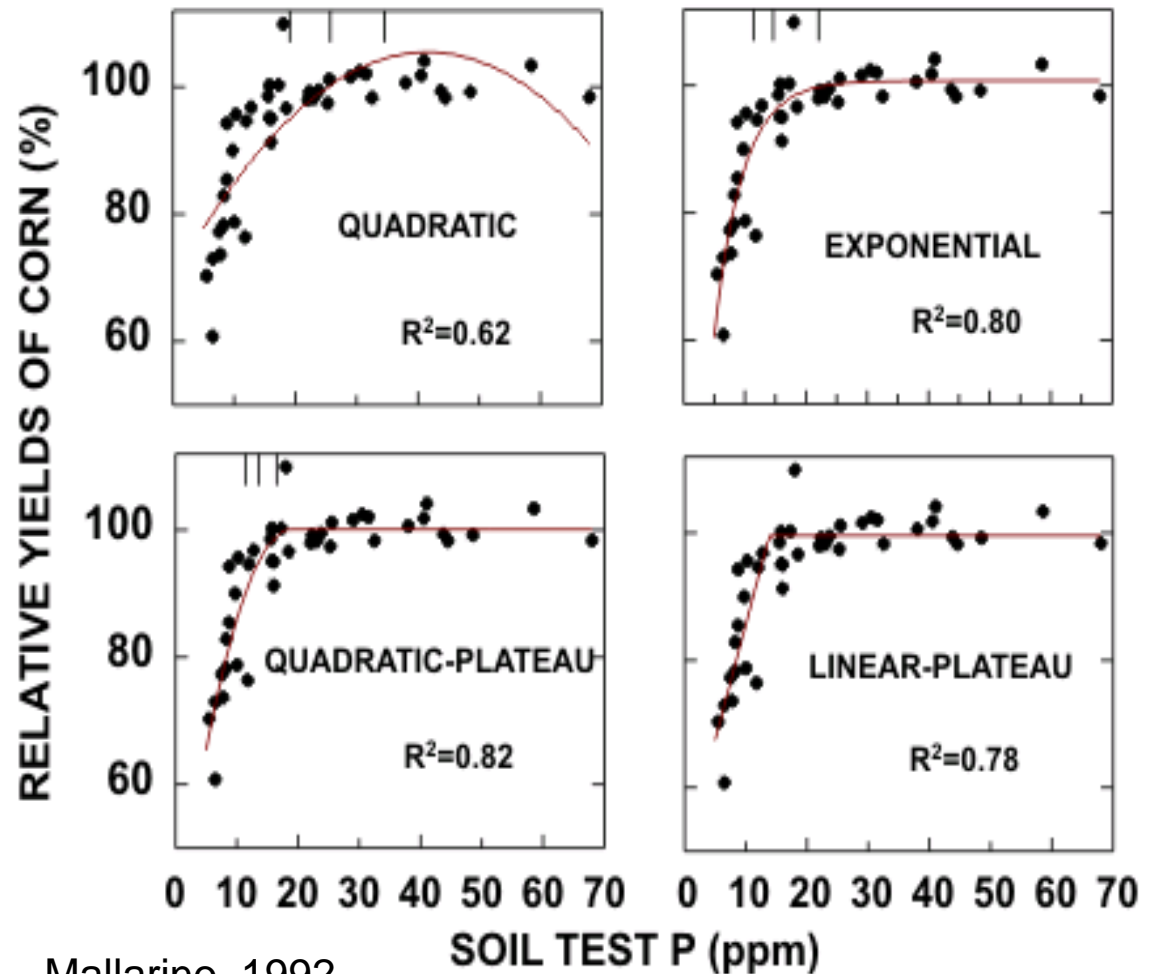 RELATIVE YIELDS OF CORN (%)
100
80
60
QUADRATIC
R²=0.62
EXPONENTIAL
R²=0.80
100
80
60
QUADRATIC-PLATEAU
R²=0.82
LINEAR-PLATEAU
R²=0.78
0 10 20 30 40 50 60 70
0 10 20 30 40 50 60 70
SOIL TEST P (ppm)
Mallarino, 1992